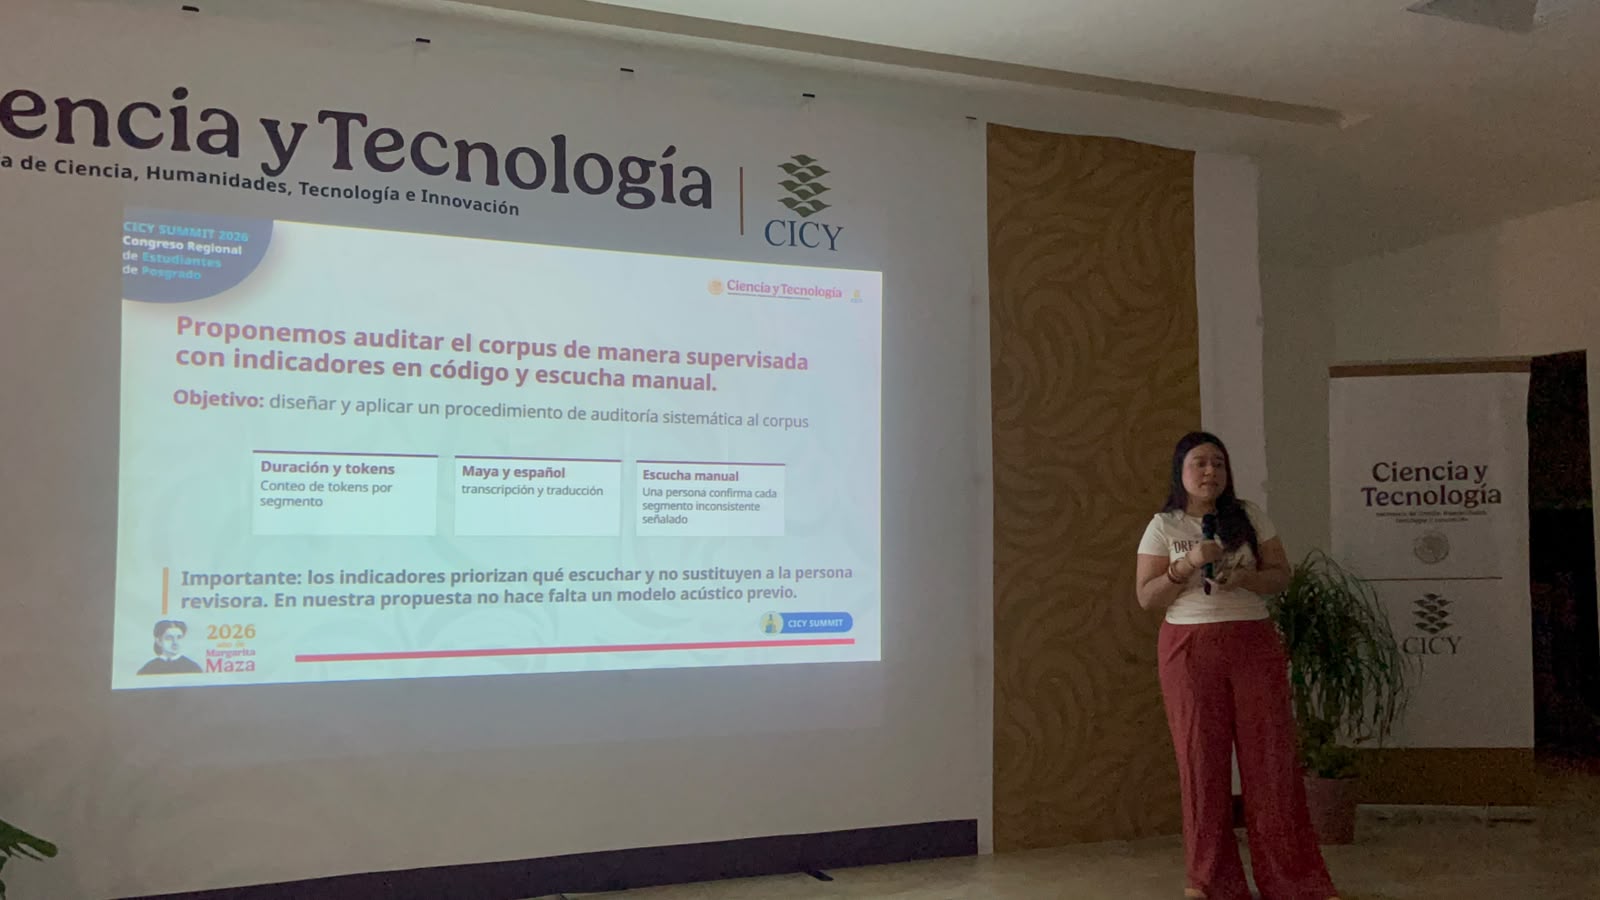 encia y Tecnología
a de Ciencia, Humanidades, Tecnología e Innovación
CICY
CICY SUMMIT 2026
Congreso Regional
de Estudiantes
de Posgrado
Ciencia y Tecnología
Proponemos auditar el corpus de manera supervisada
con indicadores en código y escucha manual.
Objetivo: diseñar y aplicar un procedimiento de auditoría sistemática al corpus
Duración y tokens
Conteo de tokens por
segmento
Maya y español
transcripción y traducción
Escucha manual
Una persona confirma cada
segmento inconsistente
señalado
Importante: los indicadores priorizan qué escuchar y no sustituyen a la persona
revisora. En nuestra propuesta no hace falta un modelo acústico previo.
CICY SUMMIT
2026
año de
Margarita
Maza
Ciencia y
Tecnología
CICY